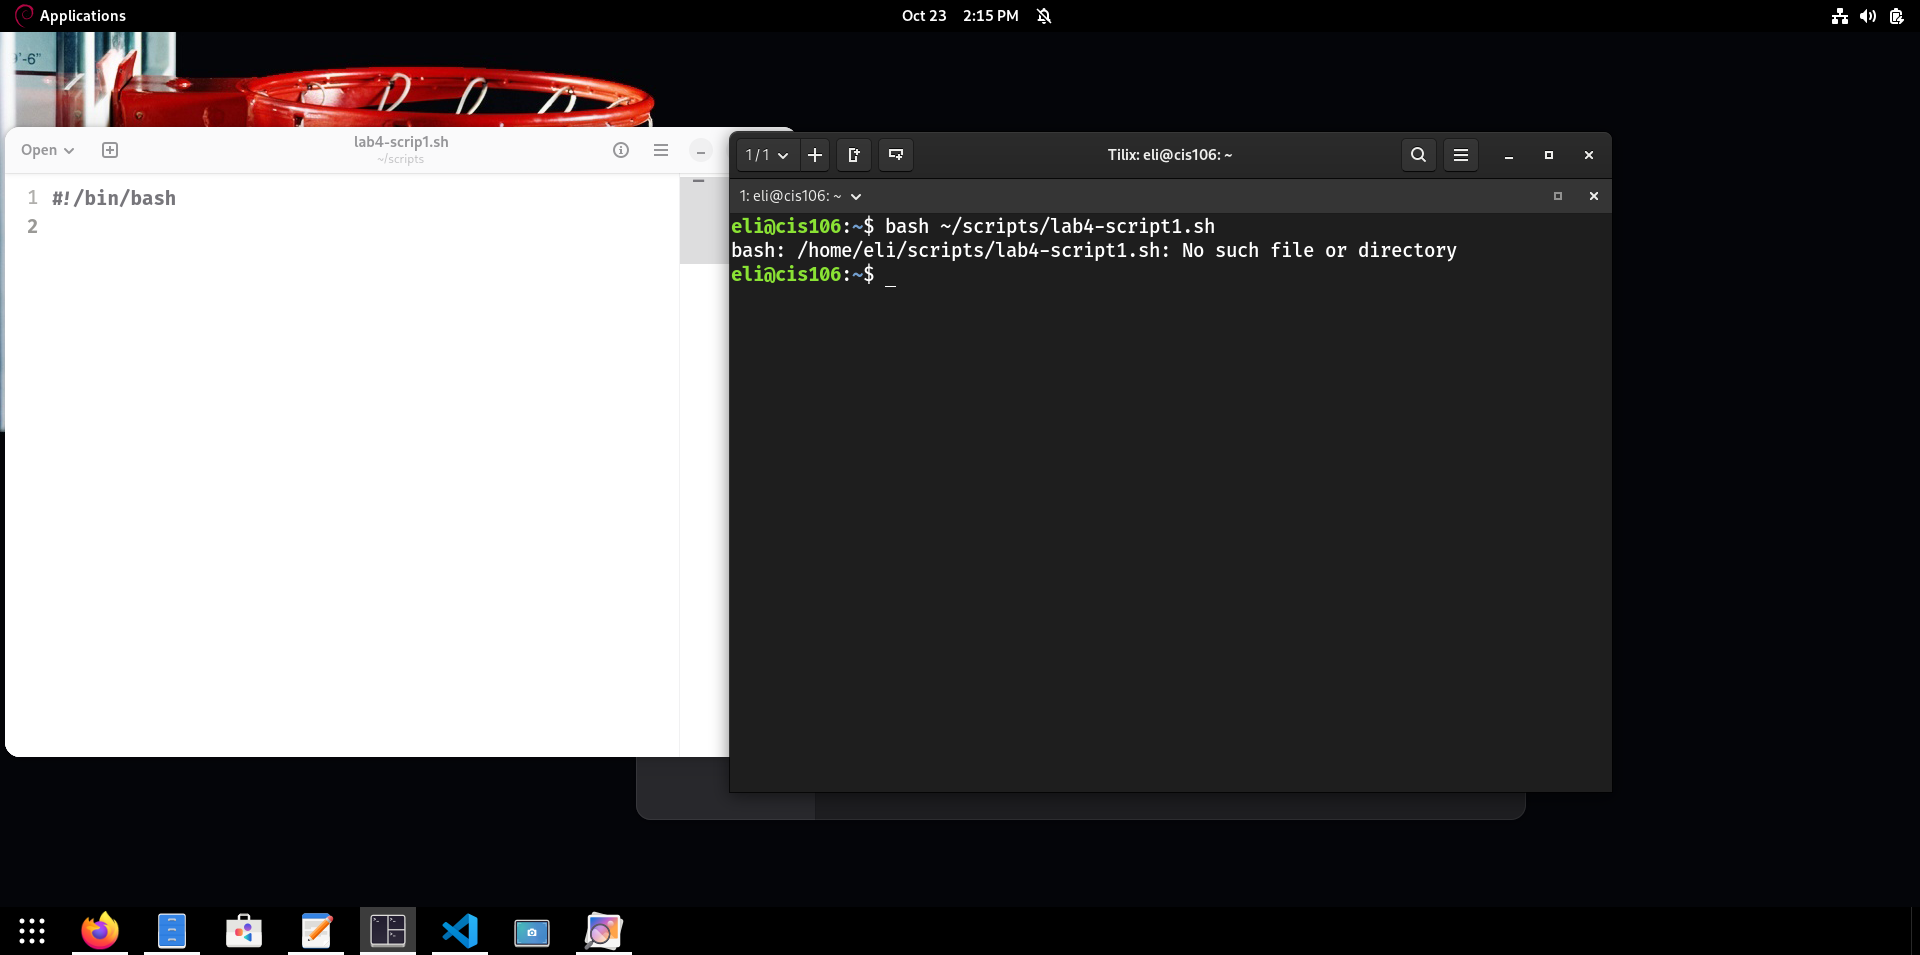 Applications
Oct 23 2:15 PM
'-6"
Open
lab4-scrip1.sh
~/scripts
1 #!/bin/bash
2
1 / 1
Tilix: eli@cis106: ~
1: eli@cis106: ~
eli@cis106:~$ bash ~/scripts/lab4-script1.sh
bash: /home/eli/scripts/lab4-script1.sh: No such file or directory
eli@cis106:~$ _